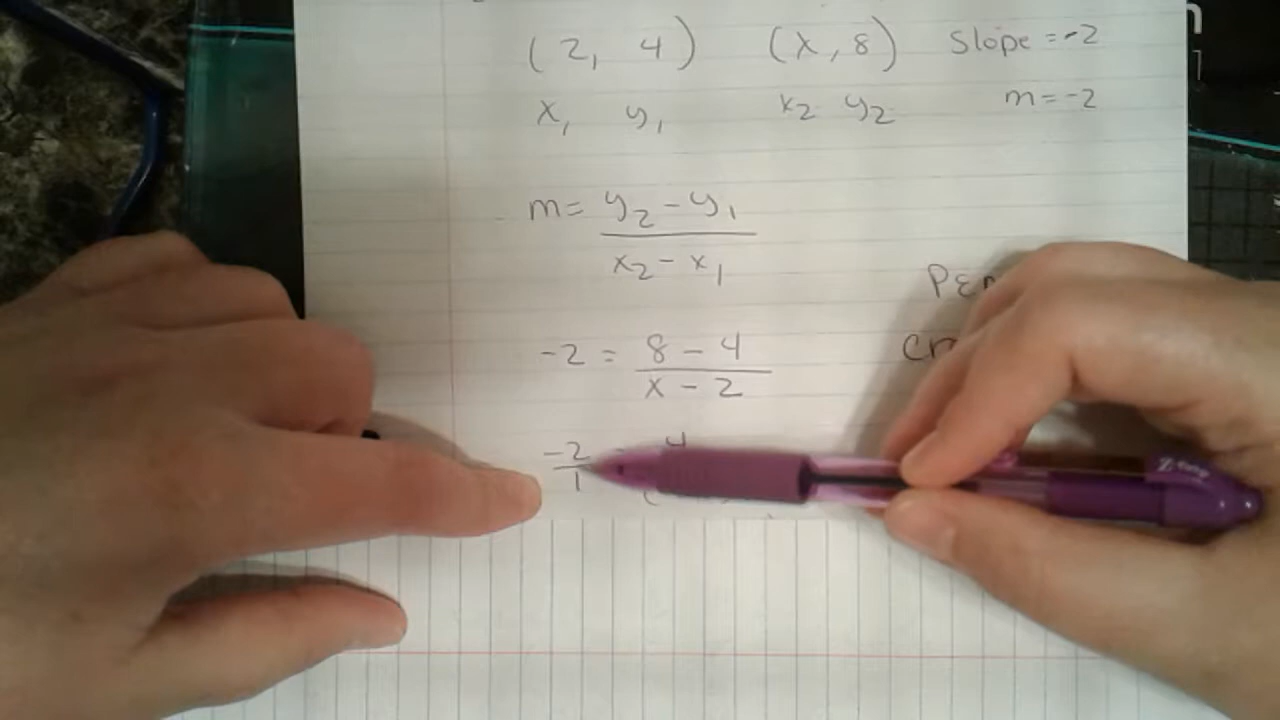 (2, 4) (x, 8) Slope = -2
x₁ y₁ x₂ y₂ m = -2
m = y₂ - y₁
x₂ - x₁
-2 = 8 - 4
x - 2
-2 4
1